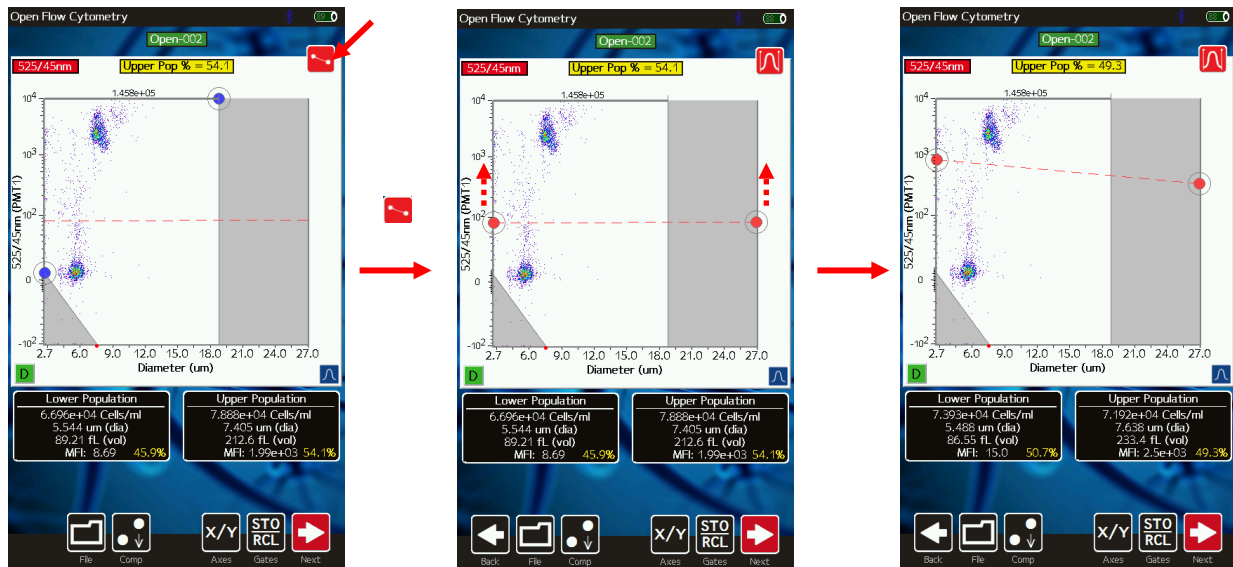 Open Flow Cytometry
Open-002
525/45nm
Upper Pop % = 54.1
1.458e+05
10^4
10^3
10^2
0
-10^2
525/45nm (PMT1)
2.7 6.0 9.0 12.0 15.0 18.0 21.0 24.0 27.0
Diameter (um)
D
Lower Population
6.696e+04 Cells/ml
5.544 um (dia)
89.21 fL (vol)
MFI: 8.69 45.9%
Upper Population
7.888e+04 Cells/ml
7.405 um (dia)
212.6 fL (vol)
MFI: 1.99e+03 54.1%
X/Y
STO
RCL
File Comp Axes Gates Next
Open Flow Cytometry
Open-002
525/45nm
Upper Pop % = 54.1
1.458e+05
10^4
10^3
10^2
0
-10^2
525/45nm (PMT1)
2.7 6.0 9.0 12.0 15.0 18.0 21.0 24.0 27.0
Diameter (um)
D
Lower Population
6.696e+04 Cells/ml
5.544 um (dia)
89.21 fL (vol)
MFI: 8.69 45.9%
Upper Population
7.888e+04 Cells/ml
7.405 um (dia)
212.6 fL (vol)
MFI: 1.99e+03 54.1%
X/Y
STO
RCL
Back File Comp Axes Gates Next
Open Flow Cytometry
Open-002
525/45nm
Upper Pop % = 49.3
1.458e+05
10^4
10^3
10^2
0
-10^2
525/45nm (PMT1)
2.7 6.0 9.0 12.0 15.0 18.0 21.0 24.0 27.0
Diameter (um)
D
Lower Population
7.393e+04 Cells/ml
5.488 um (dia)
86.55 fL (vol)
MFI: 15.0 50.7%
Upper Population
7.192e+04 Cells/ml
7.638 um (dia)
233.4 fL (vol)
MFI: 2.5e+03 49.3%
X/Y
STO
RCL
Back File Comp Axes Gates Next